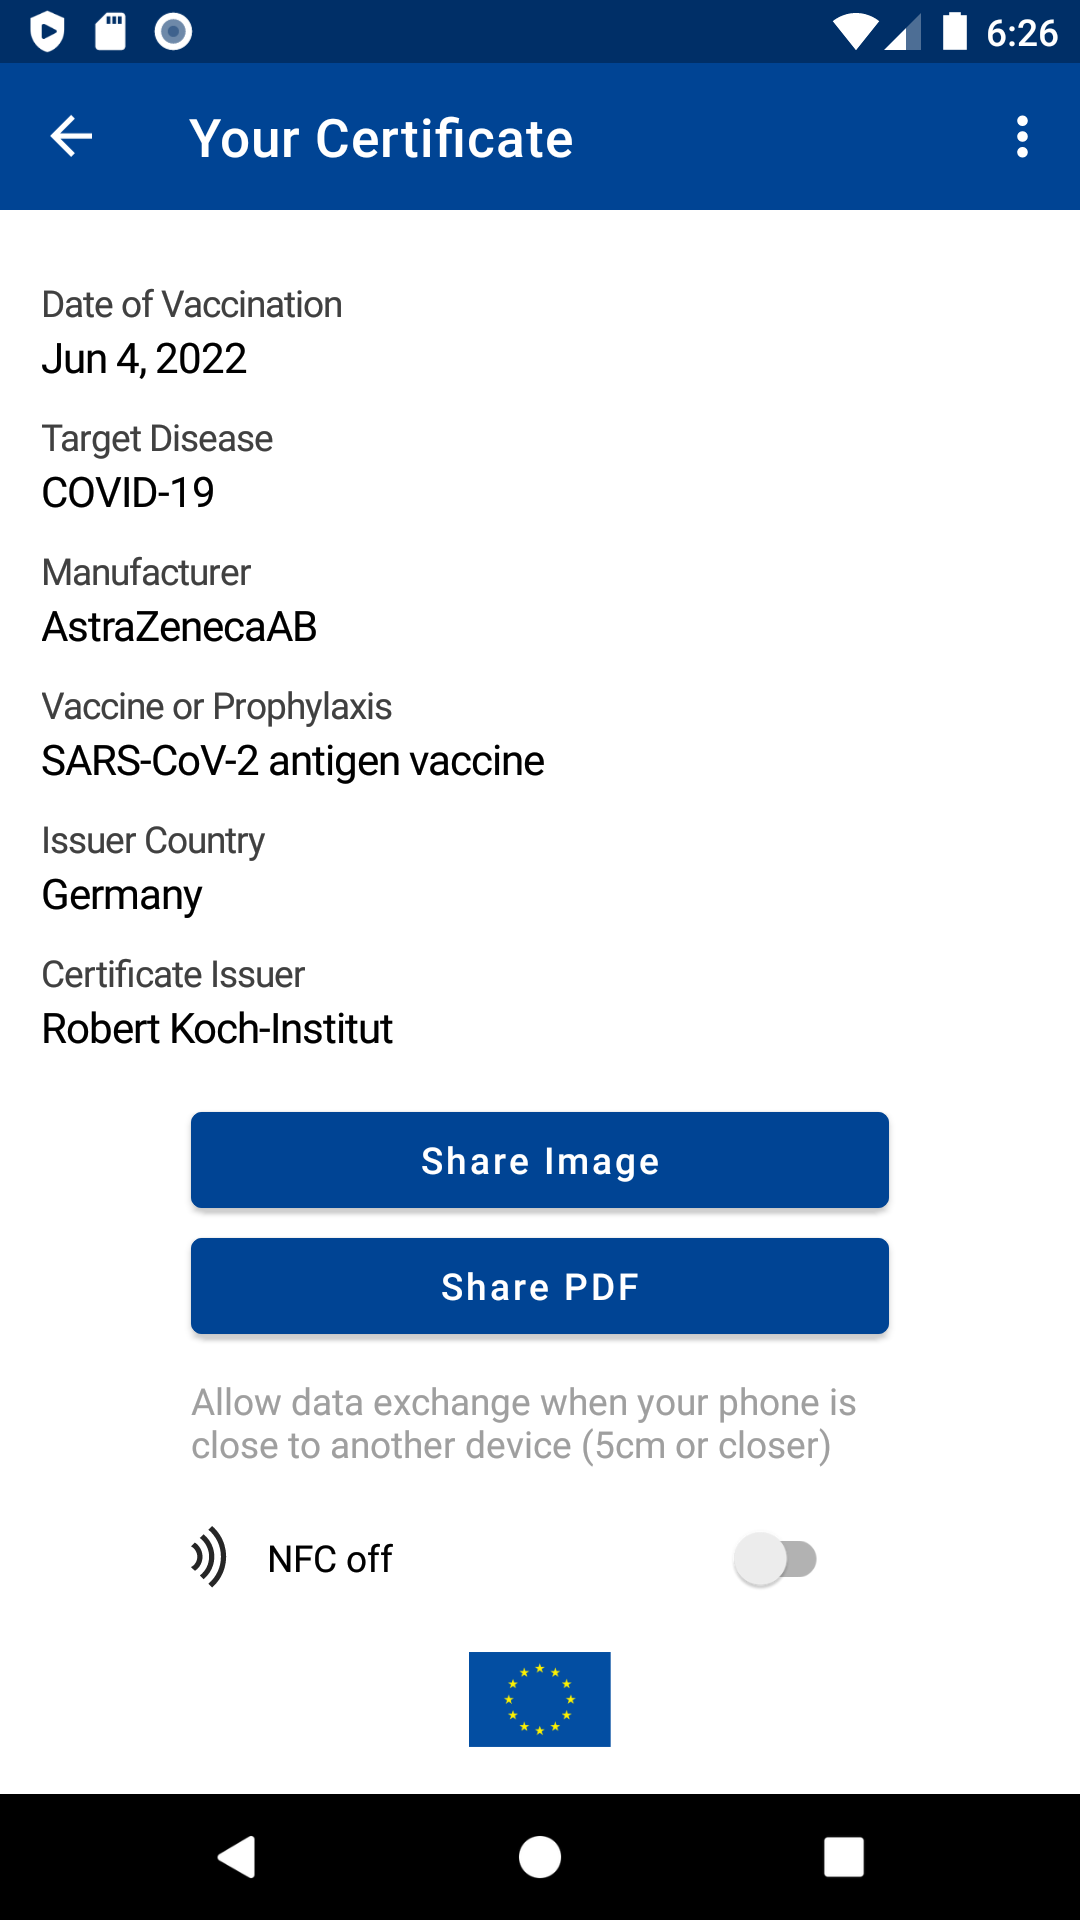 6:26
Your Certificate
Date of Vaccination
Jun 4, 2022
Target Disease
COVID-19
Manufacturer
AstraZenecaAB
Vaccine or Prophylaxis
SARS-CoV-2 antigen vaccine
Issuer Country
Germany
Certificate Issuer
Robert Koch-Institut
Share Image
Share PDF
Allow data exchange when your phone is
close to another device (5cm or closer)
NFC off